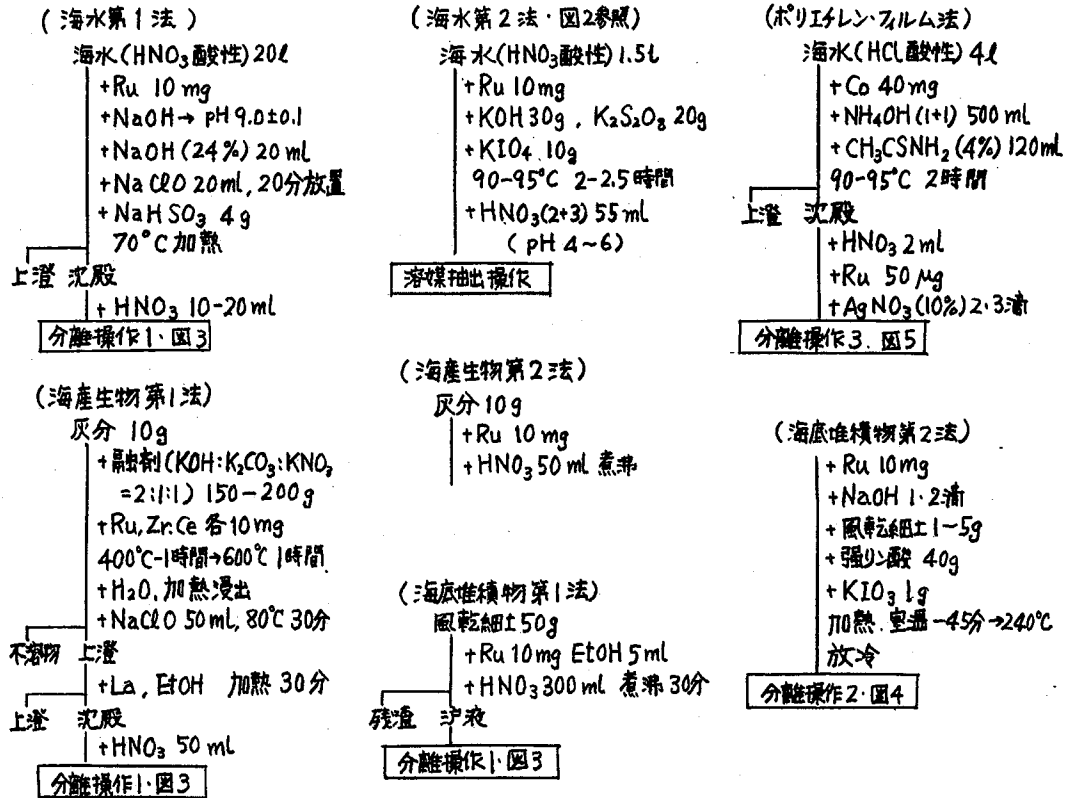 (海水第1法)
海水(HNO₃酸性)20ℓ
+Ru 10mg
+NaOH→pH9.0±0.1
+NaOH(24%)20ml
+NaClO 20ml,20分放置
+NaHSO₃ 4g
70°C加熱
上澄 沈殿
+HNO₃ 10-20ml
分離操作1・図3
(海水第2法・図2参照)
海水(HNO₃酸性)1.5ℓ
+Ru 10mg
+KOH 30g, K₂S₂O₈ 20g
+KIO₄ 10g
90-95°C 2-2.5時間
+HNO₃(2+3)55ml
(pH 4~6)
溶媒抽出操作
(ポリエチレン・フィルム法)
海水(HCl酸性)4ℓ
+Co 40mg
+NH₄OH(1+1)500ml
+CH₃CSNH₂(4%)120ml
90-95°C 2時間
上澄 沈殿
+HNO₃ 2ml
+Ru 50μg
+AgNO₃(10%)2・3滴
分離操作3.図5
(海産生物第1法)
灰分 10g
+融剤(KOH:K₂CO₃:KNO₃
=2:1:1) 150-200g
+Ru,Zr.Ce 各10mg
400°C-1時間→600°C 1時間
+H₂O.加熱浸出
+NaClO 50ml,80°C 30分
不溶物 上澄
+La,EtOH 加熱 30分
上澄 沈殿
+HNO₃ 50ml
分離操作1・図3
(海産生物第2法)
灰分10g
+Ru 10mg
+HNO₃ 50ml 煮沸
(海底堆積物第1法)
風乾細土50g
+Ru 10mg EtOH 5ml
+HNO₃ 300ml 煮沸30分
残渣 沪液
分離操作1・図3
(海底堆積物第2法)
+Ru 10mg
+NaOH 1・2滴
+風乾細土1~5g
+強リン酸 40g
+KIO₃ 1g
加熱.室温-45分→240°C
放冷
分離操作2・図4